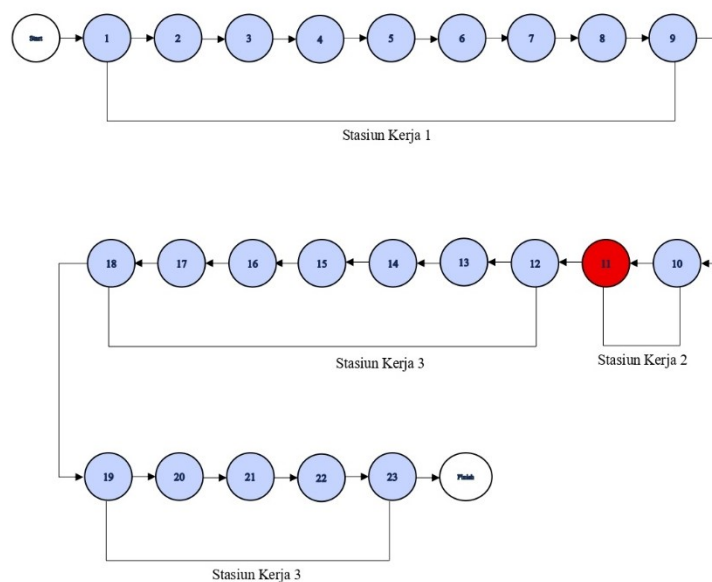 Start 1 2 3 4 5 6 7 8 9
Stasiun Kerja 1
18 17 16 15 14 13 12 11 10
Stasiun Kerja 3
Stasiun Kerja 2
19 20 21 22 23 Finish
Stasiun Kerja 3